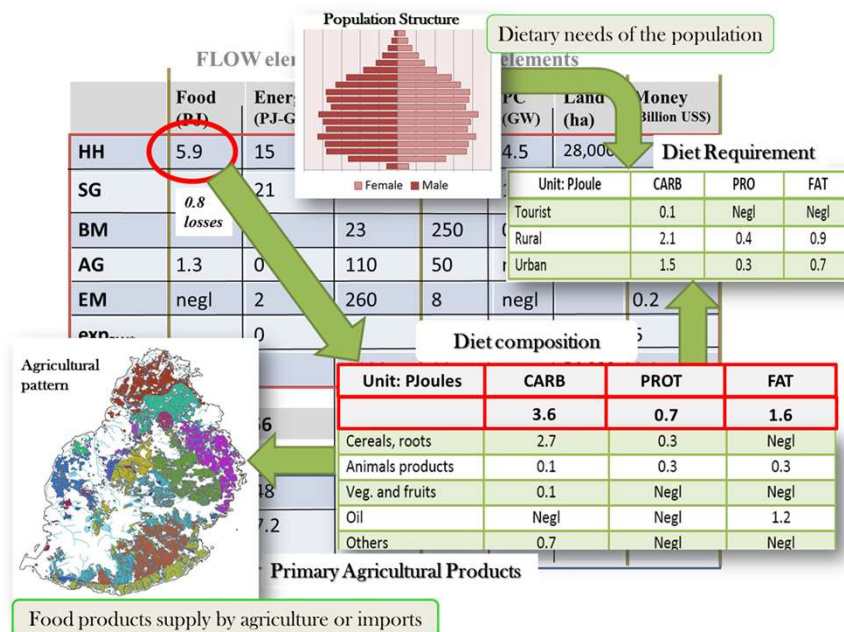 Population Structure
Female Male
Dietary needs of the population
FLOW elements
Food Energ PC Land Money
(PJ) (PJ-G (GW) (ha) Billion US$)
HH 5.9 15 4.5 28,000
SG 21
0.8
losses
BM 23 250
AG 1.3 0 110 50
EM negl 2 260 8 negl 0.2
exp 0
Diet Requirement
Unit: PJoule CARB PRO FAT
Tourist 0.1 Negl Negl
Rural 2.1 0.4 0.9
Urban 1.5 0.3 0.7
Diet composition
Unit: PJoules CARB PROT FAT
3.6 0.7 1.6
Cereals, roots 2.7 0.3 Negl
Animals products 0.1 0.3 0.3
Veg. and fruits 0.1 Negl Negl
Oil Negl Negl 1.2
Others 0.7 Negl Negl
Agricultural
pattern
48
7.2
Primary Agricultural Products
Food products supply by agriculture or imports